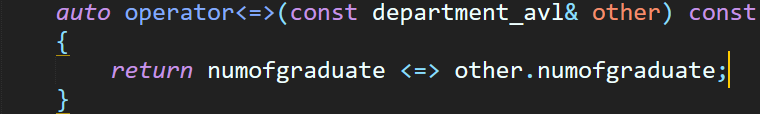 auto operator<=>(const department_avl& other) const
{
return numofgraduate <=> other.numofgraduate;
}